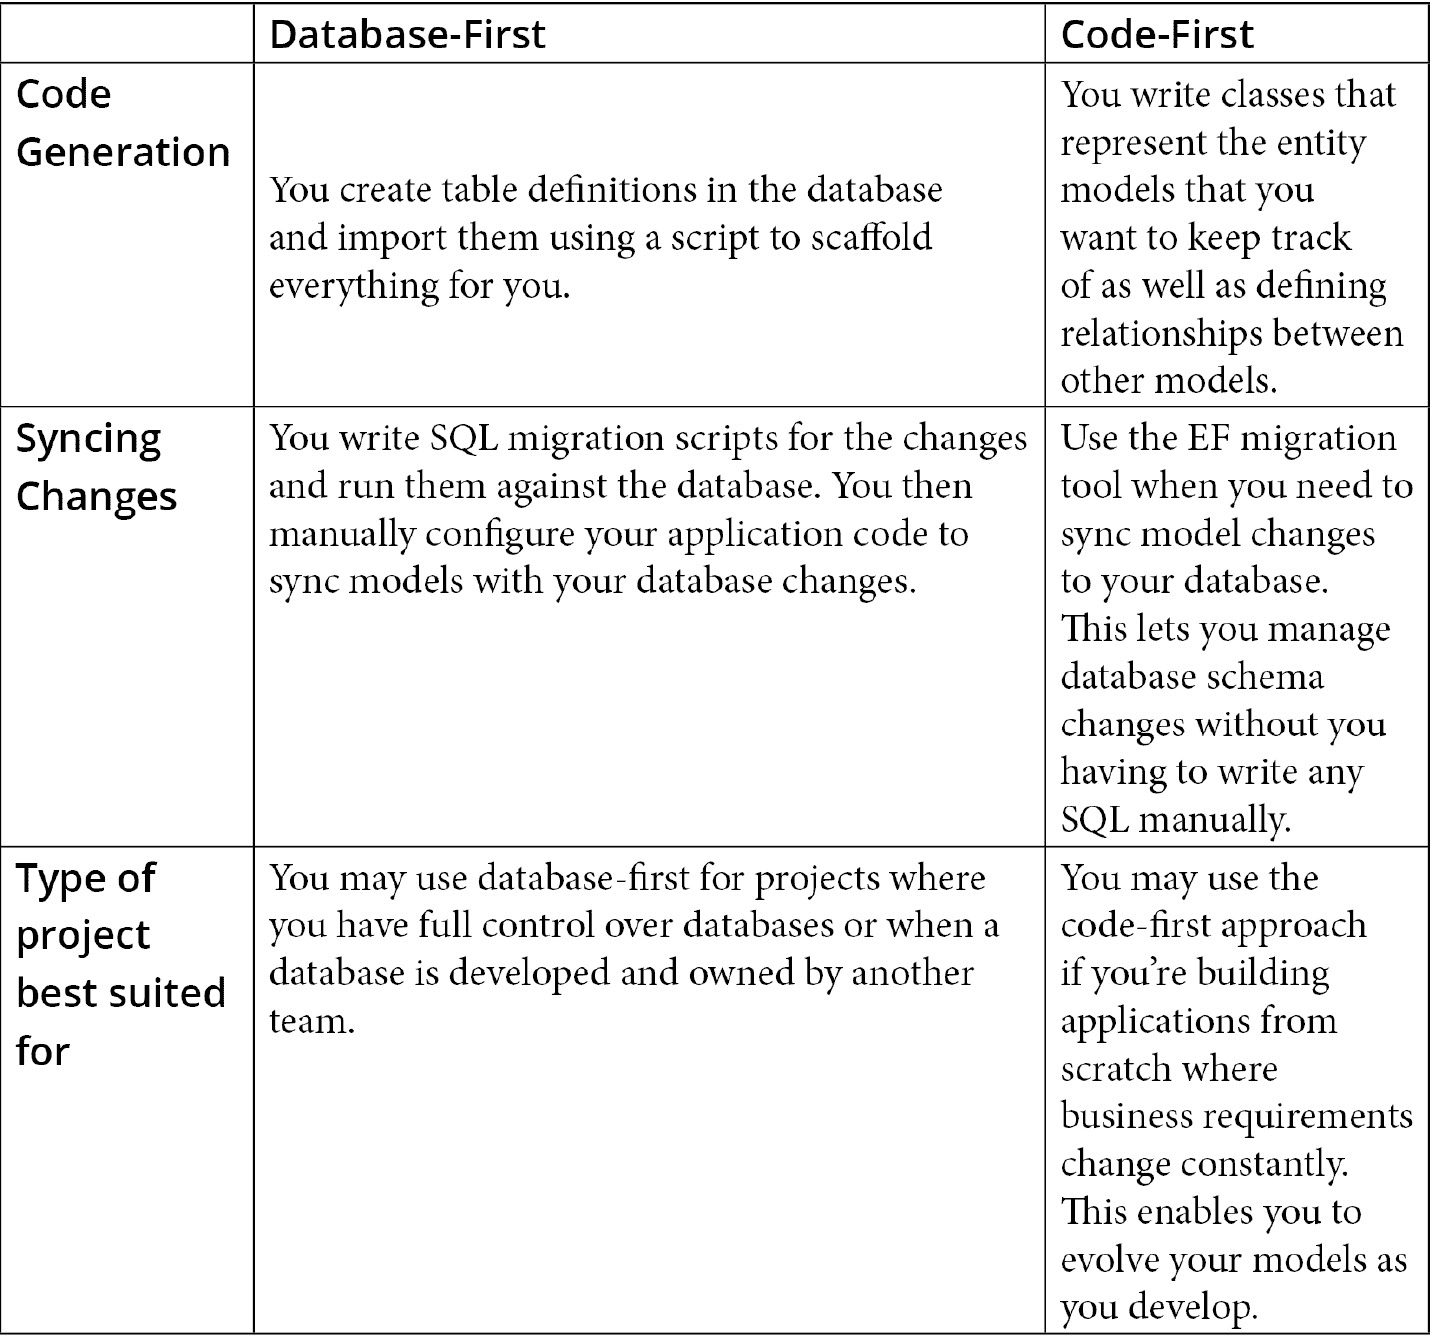 Database-First
Code-First
Code
Generation
You create table definitions in the database
and import them using a script to scaffold
everything for you.
You write classes that
represent the entity
models that you
want to keep track
of as well as defining
relationships between
other models.
Syncing
Changes
You write SQL migration scripts for the changes
and run them against the database. You then
manually configure your application code to
sync models with your database changes.
Use the EF migration
tool when you need to
sync model changes
to your database.
This lets you manage
database schema
changes without you
having to write any
SQL manually.
Type of
project
best suited
for
You may use database-first for projects where
you have full control over databases or when a
database is developed and owned by another
team.
You may use the
code-first approach
if you’re building
applications from
scratch where
business requirements
change constantly.
This enables you to
evolve your models as
you develop.